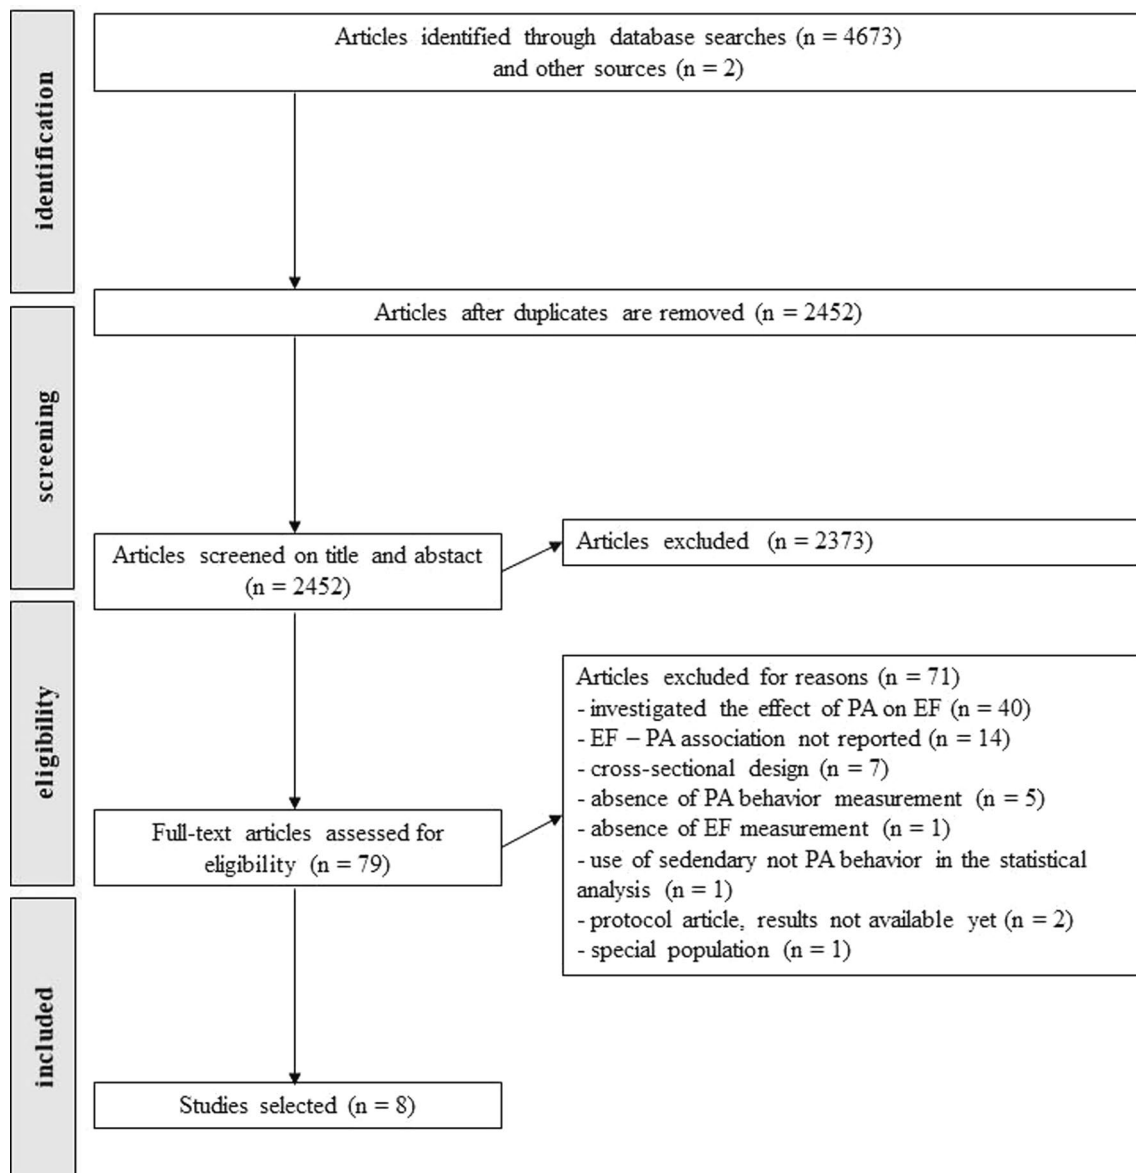 identification
Articles identified through database searches (n = 4673)
and other sources (n = 2)
screening
Articles after duplicates are removed (n = 2452)
Articles screened on title and abstact
(n = 2452)
Articles excluded (n = 2373)
eligibility
Full-text articles assessed for
eligibility (n = 79)
Articles excluded for reasons (n = 71)
- investigated the effect of PA on EF (n = 40)
- EF – PA association not reported (n = 14)
- cross-sectional design (n = 7)
- absence of PA behavior measurement (n = 5)
- absence of EF measurement (n = 1)
- use of sedendary not PA behavior in the statistical
analysis (n = 1)
- protocol article, results not available yet (n = 2)
- special population (n = 1)
included
Studies selected (n = 8)